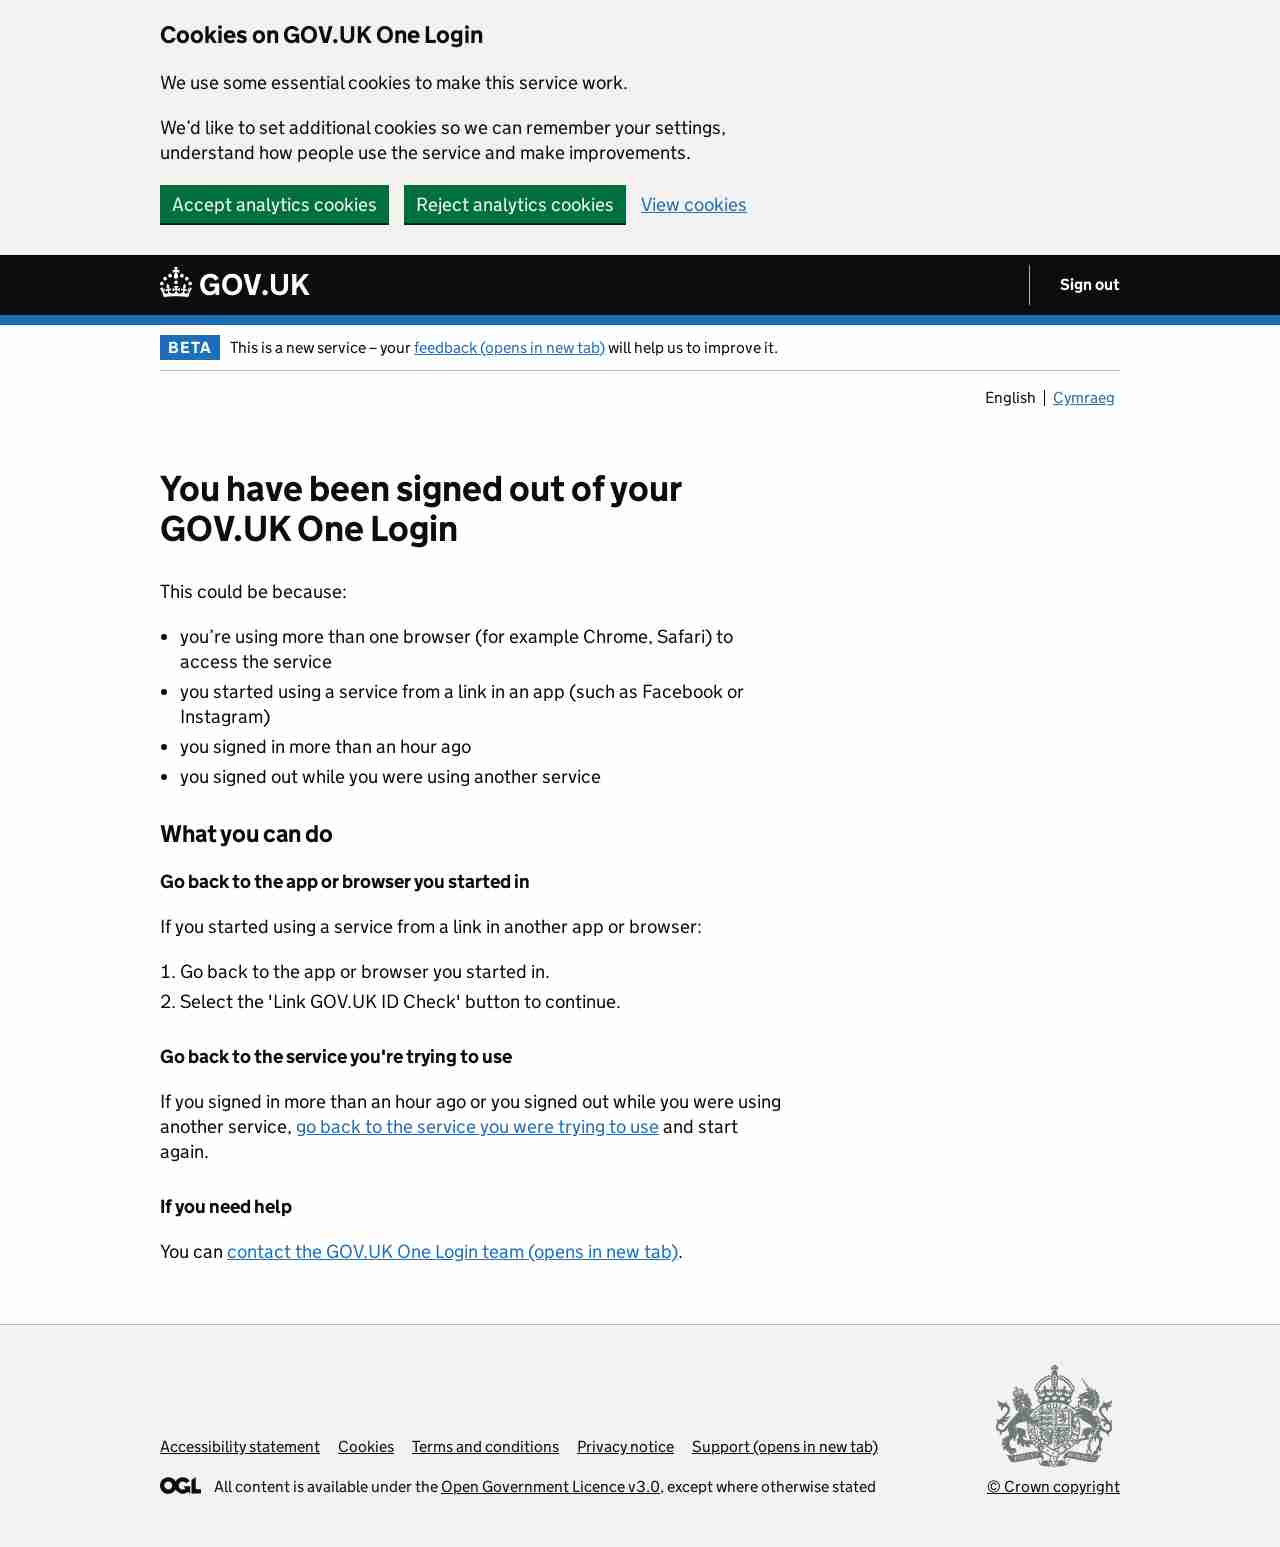 Cookies on GOV.UK One Login
We use some essential cookies to make this service work.
We’d like to set additional cookies so we can remember your settings,
understand how people use the service and make improvements.
Accept analytics cookies Reject analytics cookies View cookies
GOV.UK Sign out
BETA This is a new service – your feedback (opens in new tab) will help us to improve it.
English Cymraeg
You have been signed out of your
GOV.UK One Login
This could be because:
• you’re using more than one browser (for example Chrome, Safari) to
access the service
• you started using a service from a link in an app (such as Facebook or
Instagram)
• you signed in more than an hour ago
• you signed out while you were using another service
What you can do
Go back to the app or browser you started in
If you started using a service from a link in another app or browser:
1. Go back to the app or browser you started in.
2. Select the 'Link GOV.UK ID Check' button to continue.
Go back to the service you're trying to use
If you signed in more than an hour ago or you signed out while you were using
another service, go back to the service you were trying to use and start
again.
If you need help
You can contact the GOV.UK One Login team (opens in new tab).
Accessibility statement Cookies Terms and conditions Privacy notice Support (opens in new tab)
OGL All content is available under the Open Government Licence v3.0, except where otherwise stated
© Crown copyright